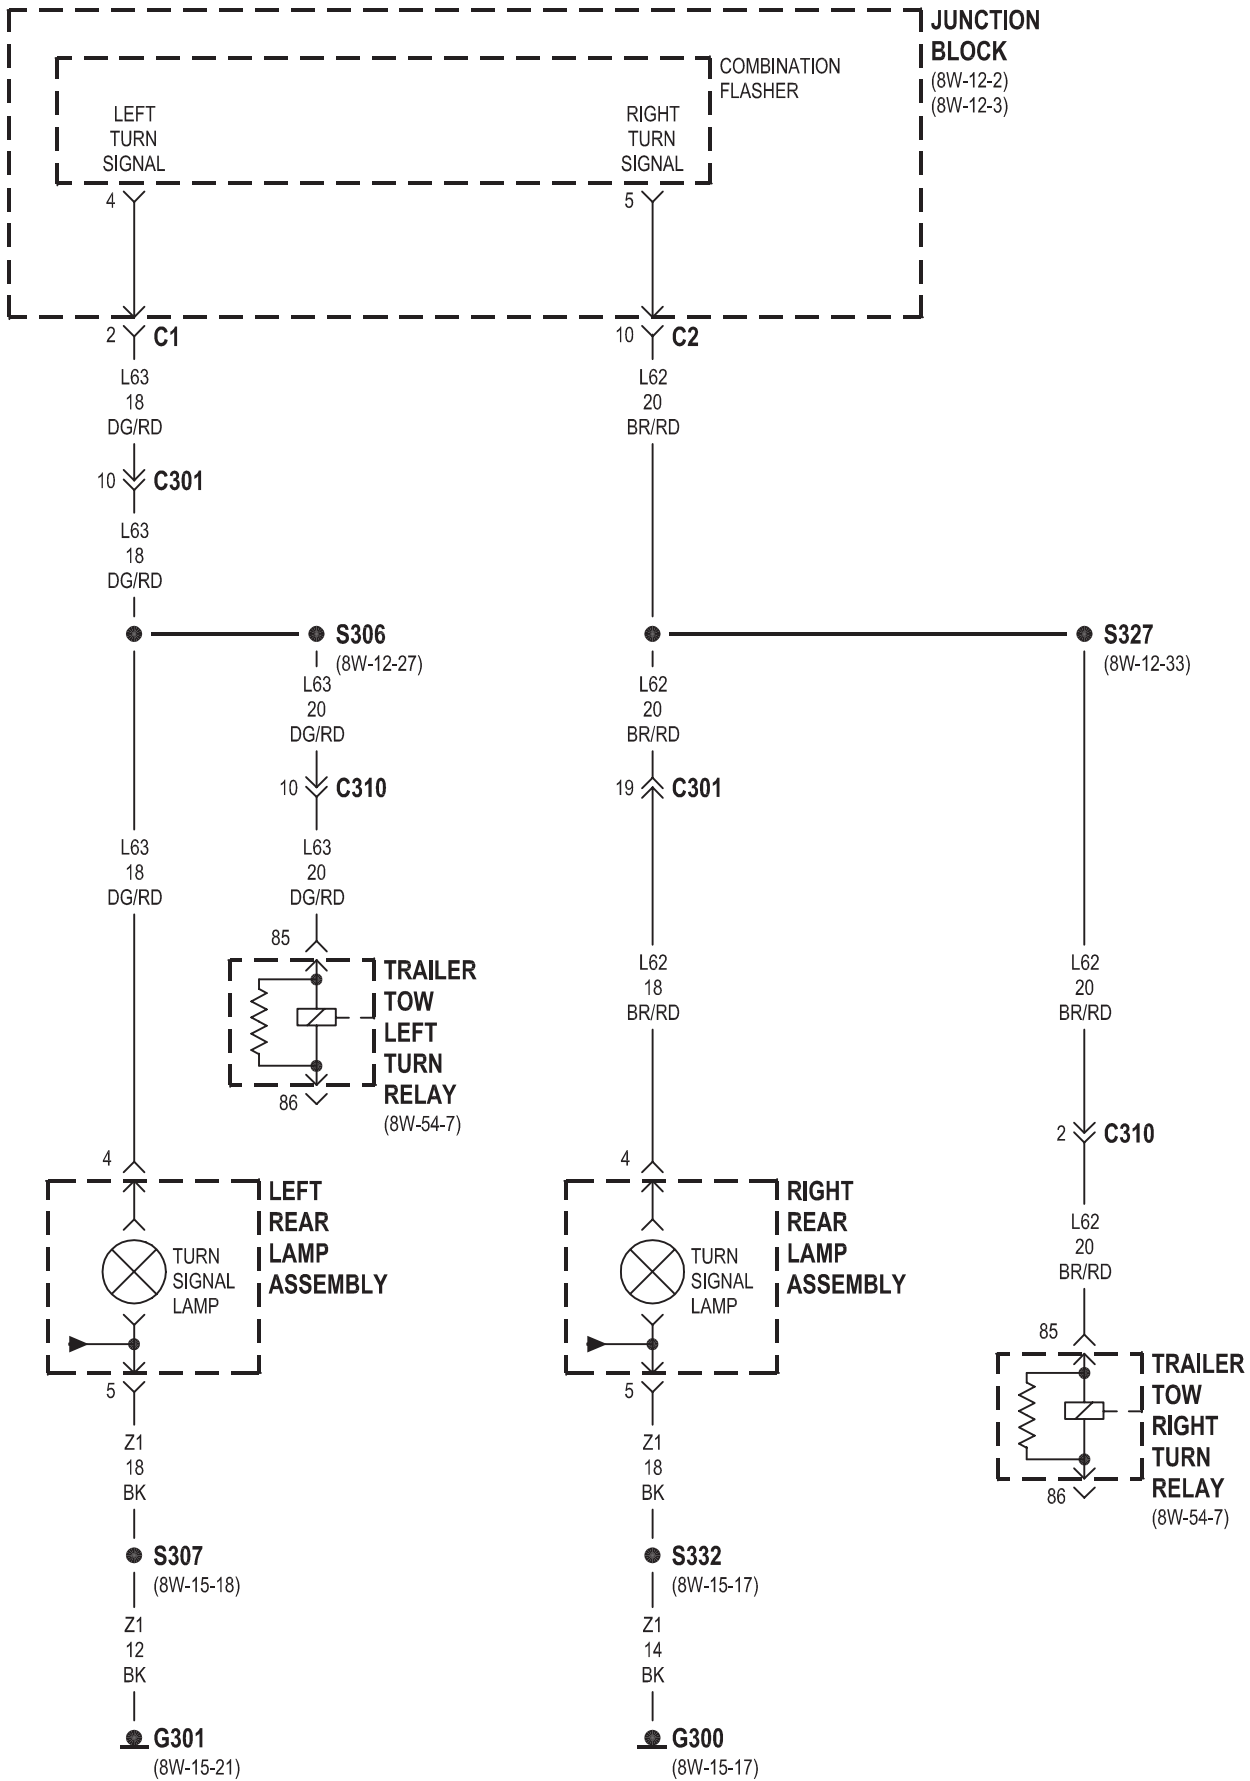 JUNCTION
BLOCK
(8W-12-2)
(8W-12-3)
COMBINATION
FLASHER
LEFT
TURN
SIGNAL
RIGHT
TURN
SIGNAL
4
5
2
C1
10
C2
L63
18
DG/RD
L62
20
BR/RD
10
C301
L63
18
DG/RD
S306
(8W-12-27)
S327
(8W-12-33)
L63
20
DG/RD
L62
20
BR/RD
10
C310
19
C301
L63
18
DG/RD
L63
20
DG/RD
85
TRAILER
TOW
LEFT
TURN
RELAY
(8W-54-7)
86
L62
18
BR/RD
L62
20
BR/RD
2
C310
4
LEFT
REAR
LAMP
ASSEMBLY
TURN
SIGNAL
LAMP
5
4
RIGHT
REAR
LAMP
ASSEMBLY
TURN
SIGNAL
LAMP
5
L62
20
BR/RD
85
TRAILER
TOW
RIGHT
TURN
RELAY
(8W-54-7)
86
Z1
18
BK
Z1
18
BK
S307
(8W-15-18)
S332
(8W-15-17)
Z1
12
BK
Z1
14
BK
G301
(8W-15-21)
G300
(8W-15-17)